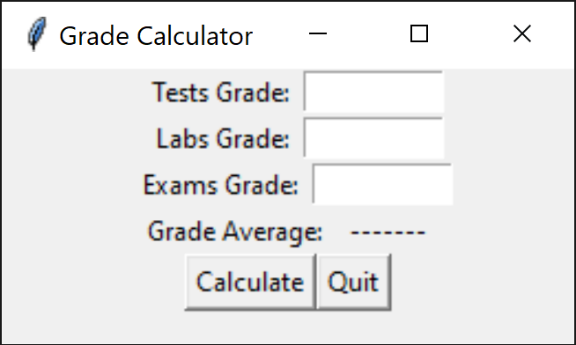 Grade Calculator
Tests Grade:
Labs Grade:
Exams Grade:
Grade Average: -------
Calculate Quit